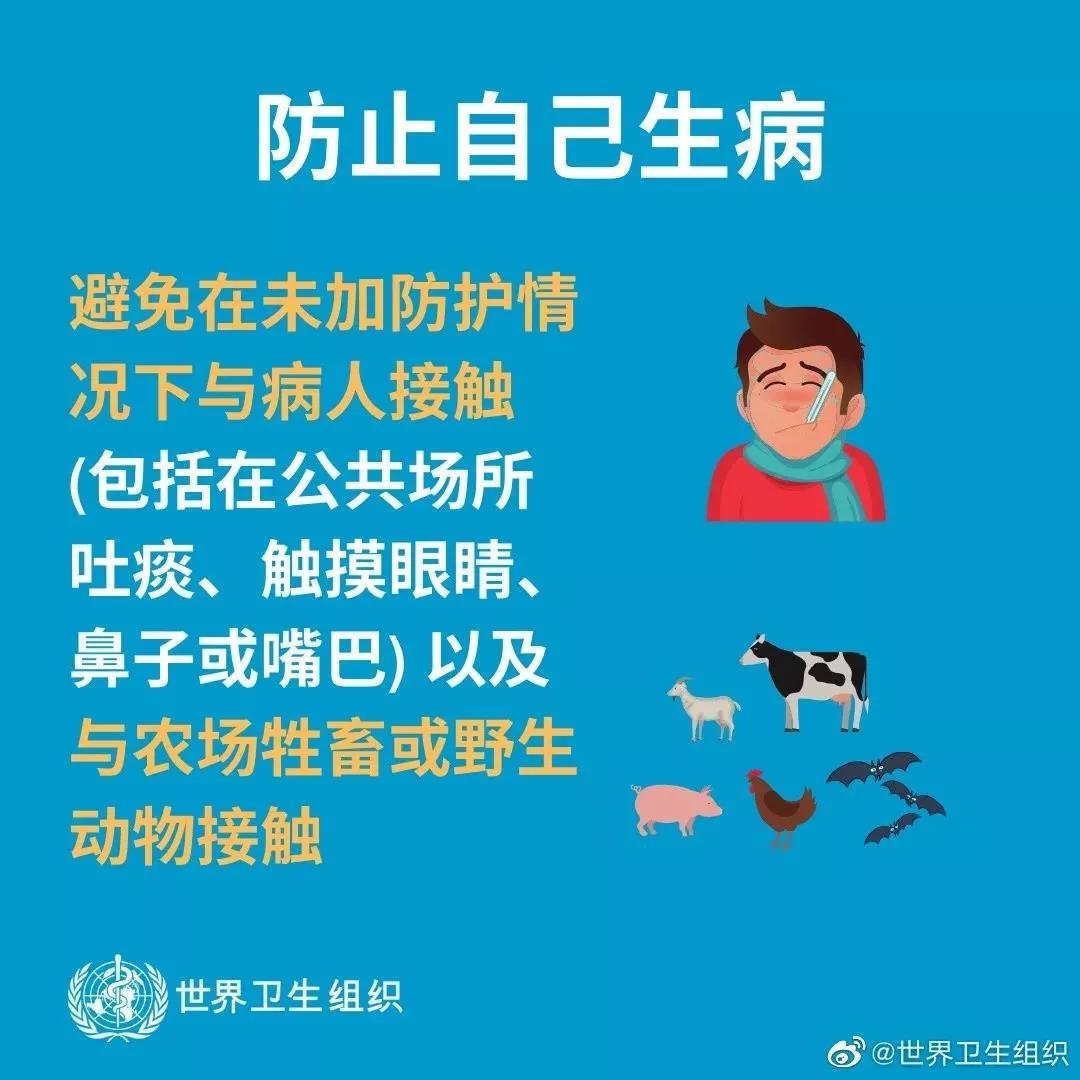 防止自己生病
避免在未加防护情
况下与病人接触
(包括在公共场所
吐痰、触摸眼睛、
鼻子或嘴巴) 以及
与农场牲畜或野生
动物接触
世界卫生组织
@世界卫生组织